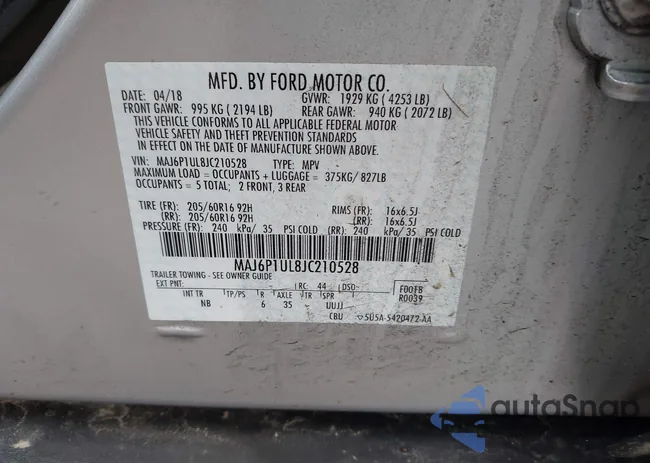 MFD. BY FORD MOTOR CO.
DATE: 04/18 GVWR: 1929 KG ( 4253 LB)
FRONT GAWR: 995 KG ( 2194 LB) REAR GAWR: 940 KG ( 2072 LB)
THIS VEHICLE CONFORMS TO ALL APPLICABLE FEDERAL MOTOR
VEHICLE SAFETY AND THEFT PREVENTION STANDARDS
IN EFFECT ON THE DATE OF MANUFACTURE SHOWN ABOVE.
VIN: MAJ6P1UL8JC210528 TYPE: MPV
MAXIMUM LOAD = OCCUPANTS + LUGGAGE = 375KG/ 827LB
OCCUPANTS = 5 TOTAL; 2 FRONT, 3 REAR
TIRE (FR): 205/60R16 92H RIMS (FR): 16x6.5J
(RR): 205/60R16 92H (RR): 16x6.5J
PRESSURE (FR): 240 kPa/ 35 PSI COLD (RR): 240 kPa/ 35 PSI COLD
MAJ6P1UL8JC210528
TRAILER TOWING - SEE OWNER GUIDE
EXT PNT: RC: 44 DSO: F00FB
R0039
INT TR TP/PS R AXLE TR SPR
NB 6 35 UUJJ
CBU 5U5A-5420472-AA
autoSnap